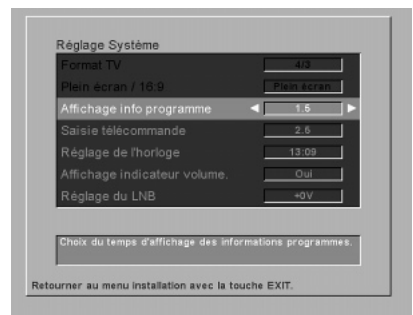 Réglage Système
Format TV 4/3
Plein écran / 16:9 Plein écran
Affichage info programme 1.5
Saisie télécommande 2.5
Réglage de l'horloge 13:09
Affichage indicateur volume. Oui
Réglage du LNB +0V
Choix du temps d'affichage des informations programmes.
Retourner au menu installation avec la touche EXIT.